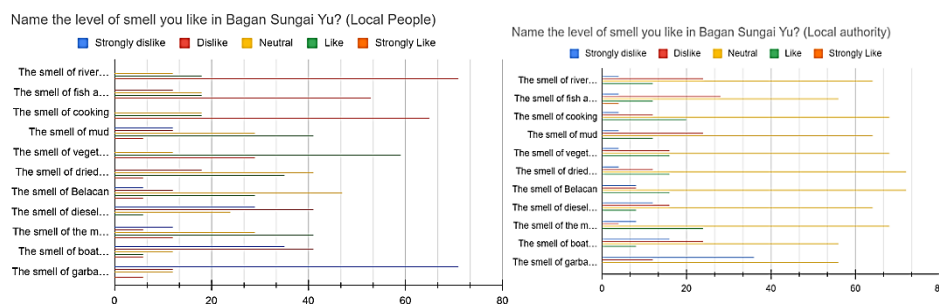 Name the level of smell you like in Bagan Sungai Yu? (Local People)
Strongly dislike Dislike Neutral Like Strongly Like
The smell of river...
The smell of fish a...
The smell of cooking
The smell of mud
The smell of veget...
The smell of dried...
The smell of Belacan
The smell of diesel...
The smell of the m...
The smell of boat...
The smell of garba...
0 20 40 60 80
Name the level of smell you like in Bagan Sungai Yu? (Local authority)
Strongly dislike Dislike Neutral Like Strongly Like
The smell of river...
The smell of fish a...
The smell of cooking
The smell of mud
The smell of veget...
The smell of dried...
The smell of Belacan
The smell of diesel...
The smell of the m...
The smell of boat...
The smell of garba...
0 20 40 60 80